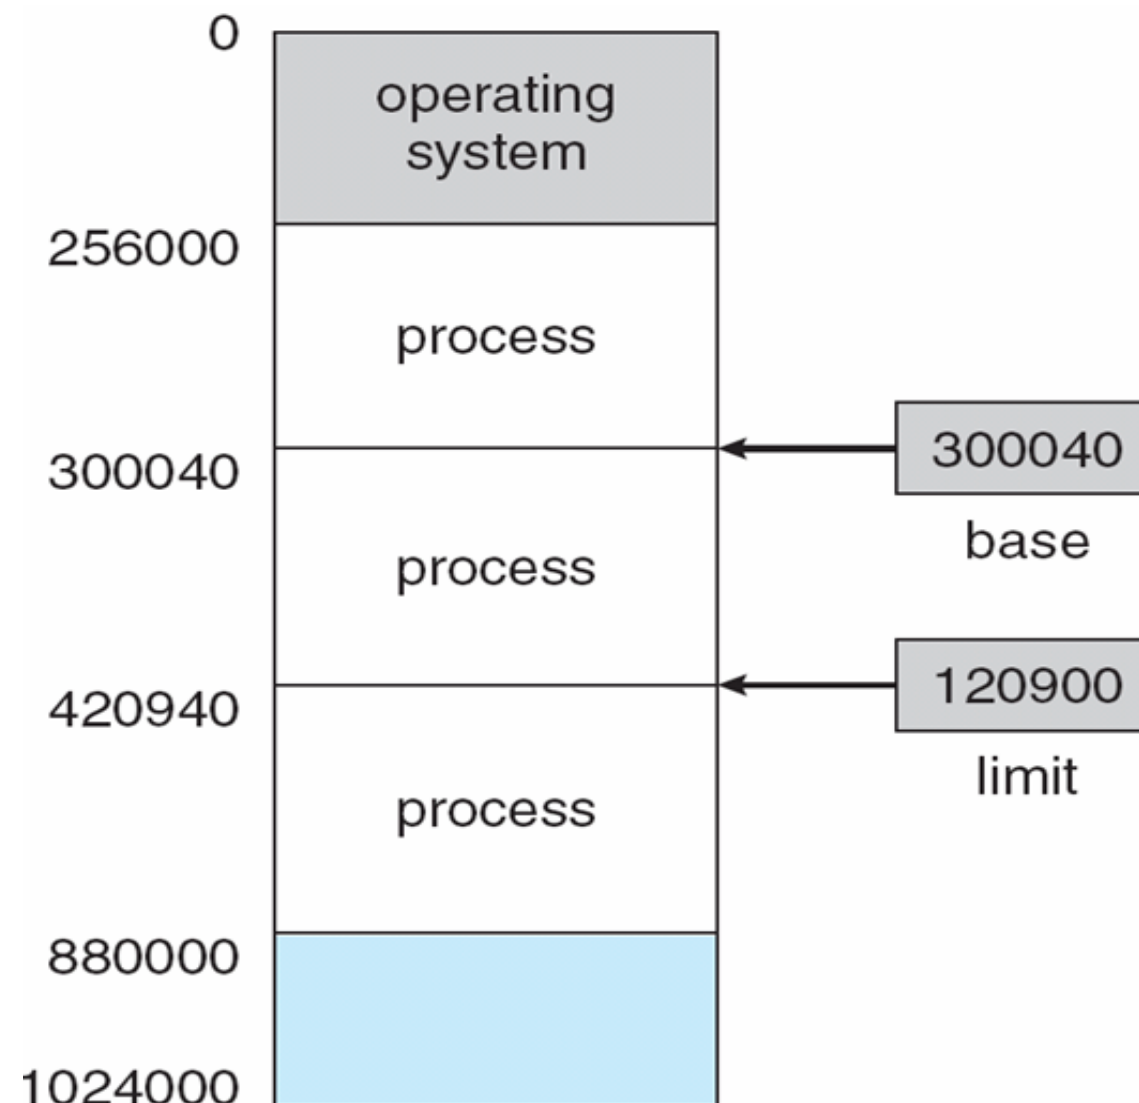 0
operating
system
256000
process
300040
300040
base
process
420940
120900
limit
process
880000
1024000